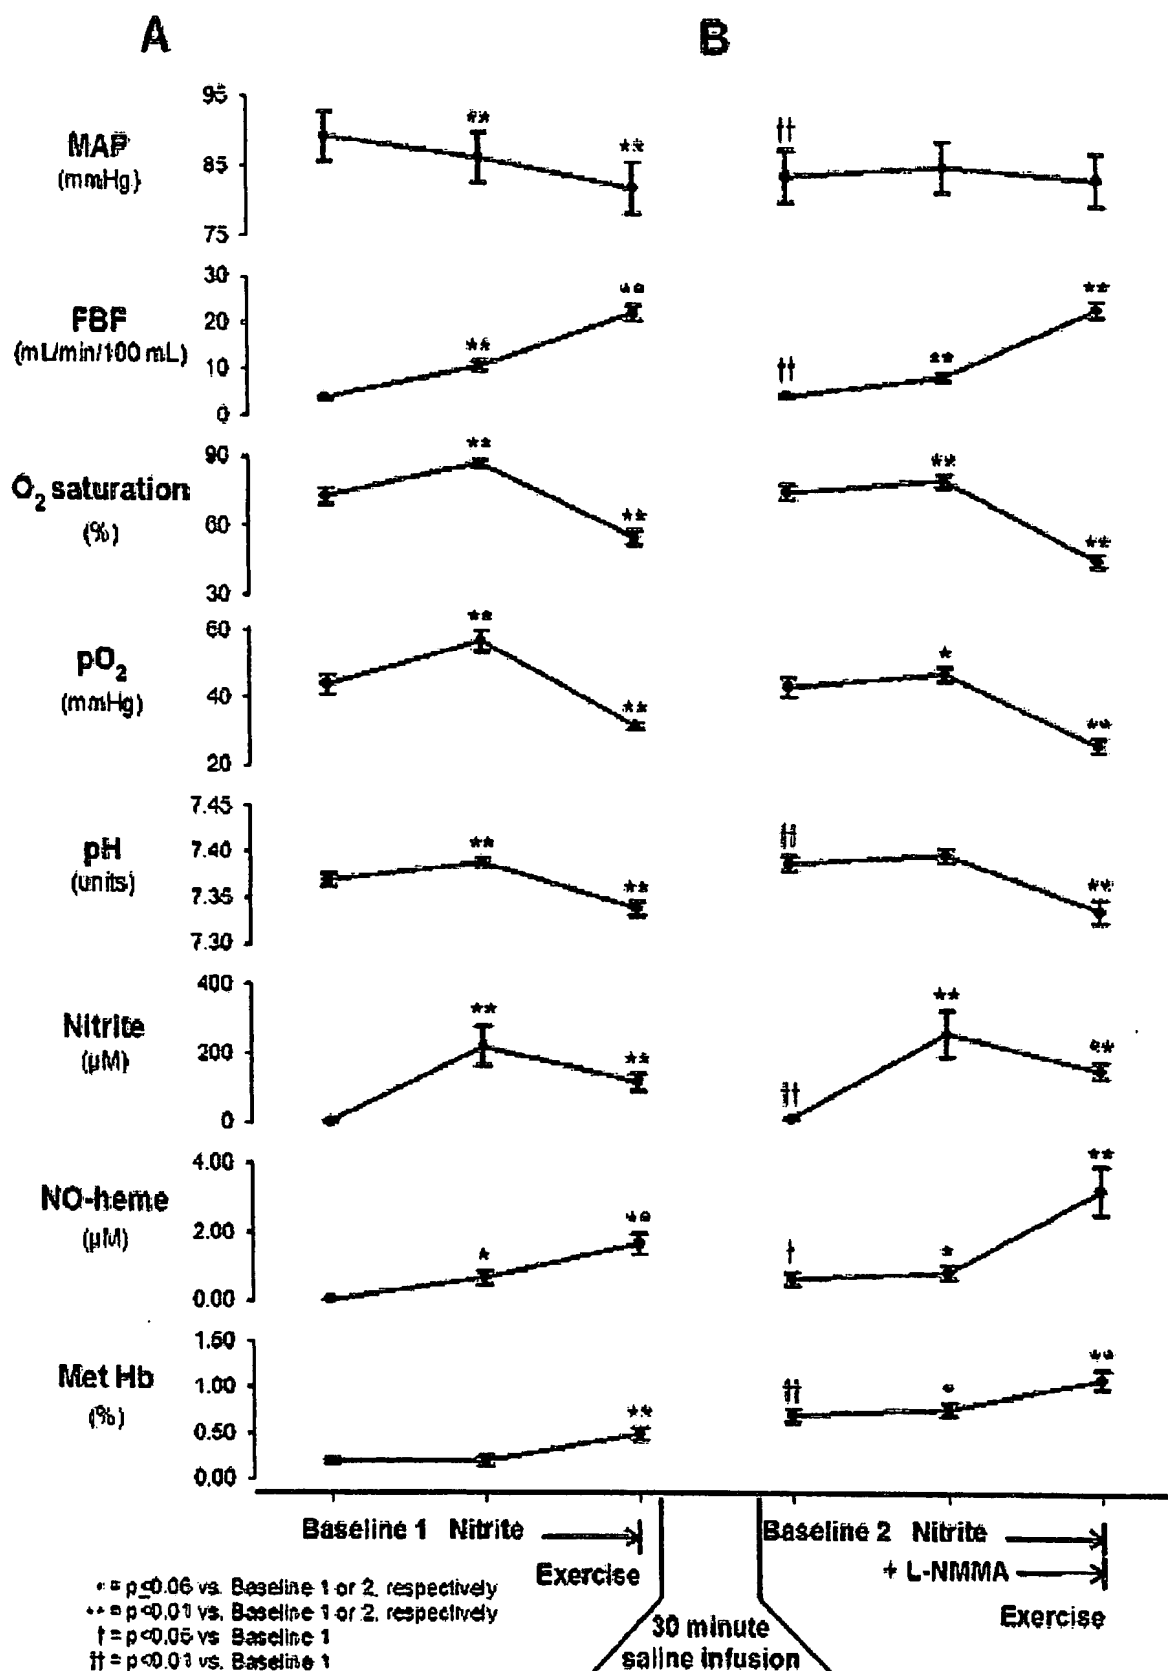 A B
MAP
(mmHg)
95
85
75
**
**
††
FBF
(mL/min/100 mL)
30
20
10
0
**
**
††
**
**
O2 saturation
(%)
90
60
30
**
**
**
**
pO2
(mmHg)
60
40
20
**
**
*
**
pH
(units)
7.45
7.40
7.35
7.30
**
**
††
**
Nitrite
(µM)
400
200
0
**
**
††
**
**
NO-heme
(µM)
4.00
2.00
0.00
*
**
†
*
**
Met Hb
(%)
1.50
1.00
0.50
0.00
**
††
*
**
Baseline 1 Nitrite
Exercise
Baseline 2 Nitrite
+ L-NMMA
Exercise
30 minute
saline infusion
* = p<0.06 vs. Baseline 1 or 2, respectively
** = p<0.01 vs. Baseline 1 or 2, respectively
† = p<0.05 vs Baseline 1
†† = p<0.01 vs. Baseline 1